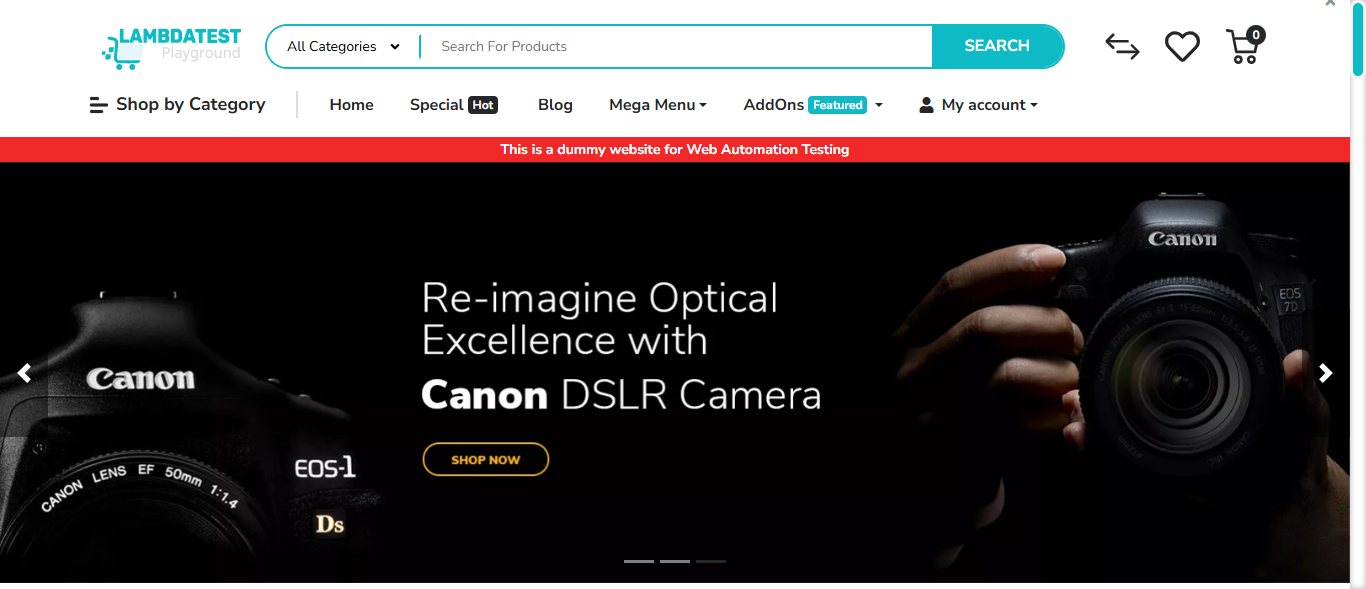 LAMBDATEST
Playground
All Categories
Search For Products
SEARCH
0
Shop by Category
Home
Special Hot
Blog
Mega Menu
AddOns Featured
My account
This is a dummy website for Web Automation Testing
Canon
EOS-1
Ds
CANON LENS EF 50mm 1:1.4
Re-imagine Optical
Excellence with
Canon DSLR Camera
SHOP NOW
Canon
EOS
7D